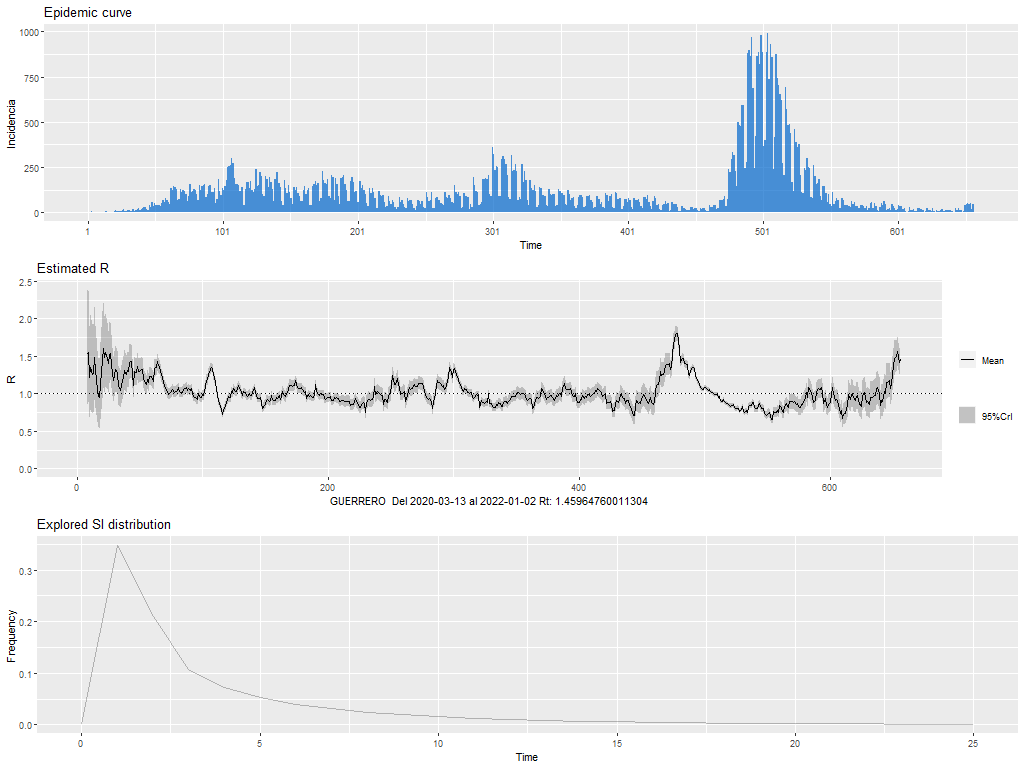 Epidemic curve
1000
750
500
250
0
Incidencia
1 101 201 301 401 501 601
Time
Estimated R
2.5
2.0
1.5
1.0
0.5
0.0
R
Mean
95%CrI
0 200 400 600
GUERRERO Del 2020-03-13 al 2022-01-02 Rt: 1.45964760011304
Explored SI distribution
0.3
0.2
0.1
0.0
Frequency
0 5 10 15 20 25
Time